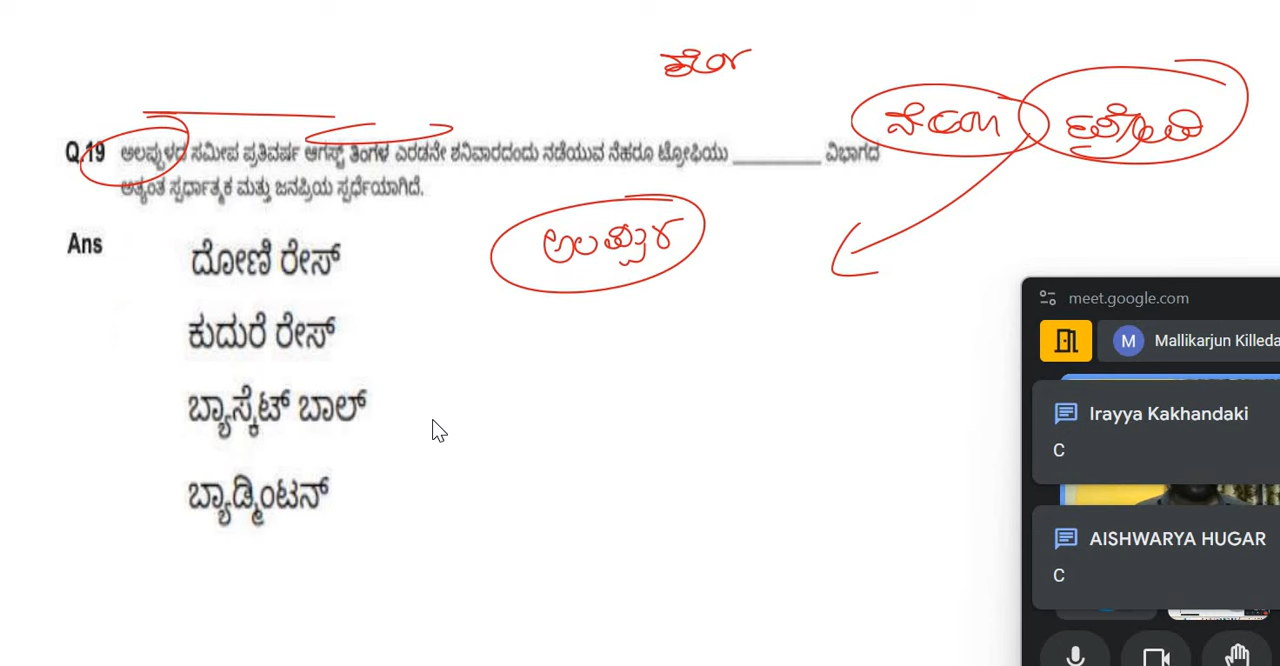 ಕೇರ
ನೆಹರು ಟ್ರೋಫಿ
Q.19 ಅಲಪ್ಪುಳದ ಸಮೀಪ ಪ್ರತಿವರ್ಷ ಆಗಸ್ಟ್ ತಿಂಗಳ ಎರಡನೇ ಶನಿವಾರದಂದು ನಡೆಯುವ ನೆಹರೂ ಟ್ರೋಫಿಯು ________ ವಿಭಾಗದ
ಅತ್ಯಂತ ಸ್ಪರ್ಧಾತ್ಮಕ ಮತ್ತು ಜನಪ್ರಿಯ ಸ್ಪರ್ಧೆಯಾಗಿದೆ.
Ans
ದೋಣಿ ರೇಸ್
ಕುದುರೆ ರೇಸ್
ಬ್ಯಾಸ್ಕೆಟ್ ಬಾಲ್
ಬ್ಯಾಡ್ಮಿಂಟನ್
meet.google.com
M Mallikarjun Killeda
Irayya Kakhandaki
C
AISHWARYA HUGAR
C